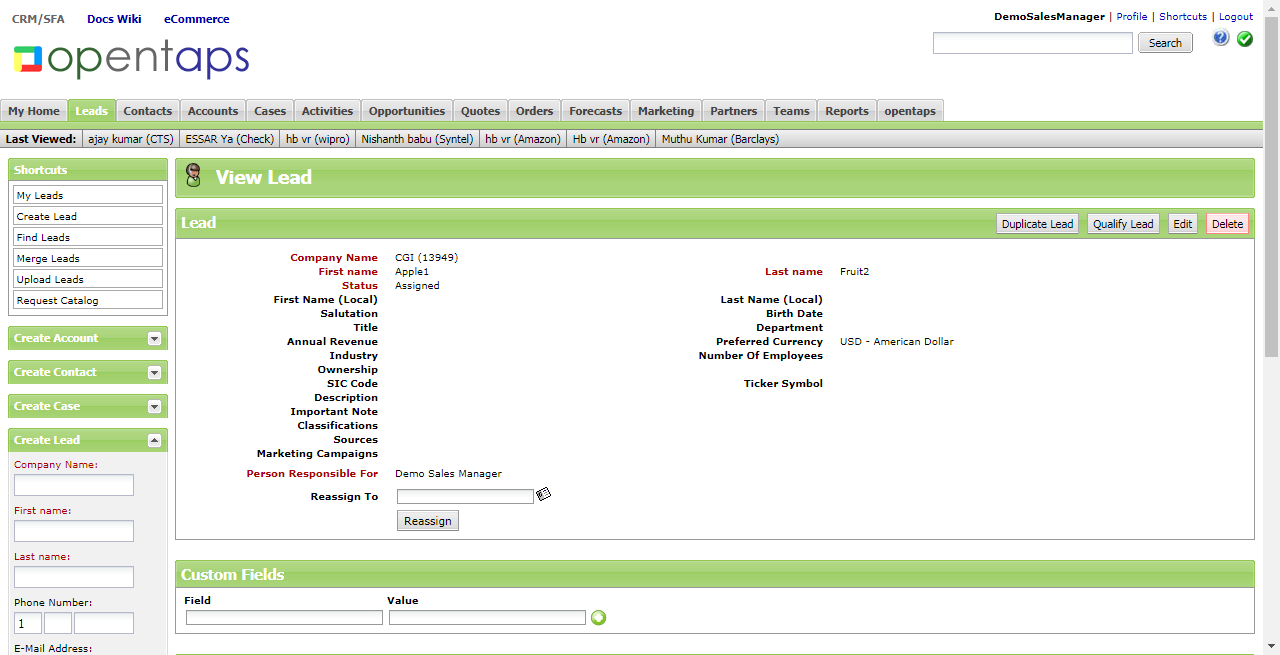 CRM/SFA Docs Wiki eCommerce
DemoSalesManager | Profile | Shortcuts | Logout
opentaps
Search
My Home Leads Contacts Accounts Cases Activities Opportunities Quotes Orders Forecasts Marketing Partners Teams Reports opentaps
Last Viewed: ajay kumar (CTS) ESSAR Ya (Check) hb vr (wipro) Nishanth babu (Syntel) hb vr (Amazon) Hb vr (Amazon) Muthu Kumar (Barclays)
Shortcuts
My Leads
Create Lead
Find Leads
Merge Leads
Upload Leads
Request Catalog
Create Account
Create Contact
Create Case
Create Lead
Company Name:
First name:
Last name:
Phone Number:
1
E-Mail Address:
View Lead
Lead
Duplicate Lead Qualify Lead Edit Delete
Company Name CGI (13949)
First name Apple1 Last name Fruit2
Status Assigned
First Name (Local) Last Name (Local)
Salutation Birth Date
Title Department
Annual Revenue Preferred Currency USD - American Dollar
Industry Number Of Employees
Ownership
SIC Code Ticker Symbol
Description
Important Note
Classifications
Sources
Marketing Campaigns
Person Responsible For Demo Sales Manager
Reassign To
Reassign
Custom Fields
Field Value